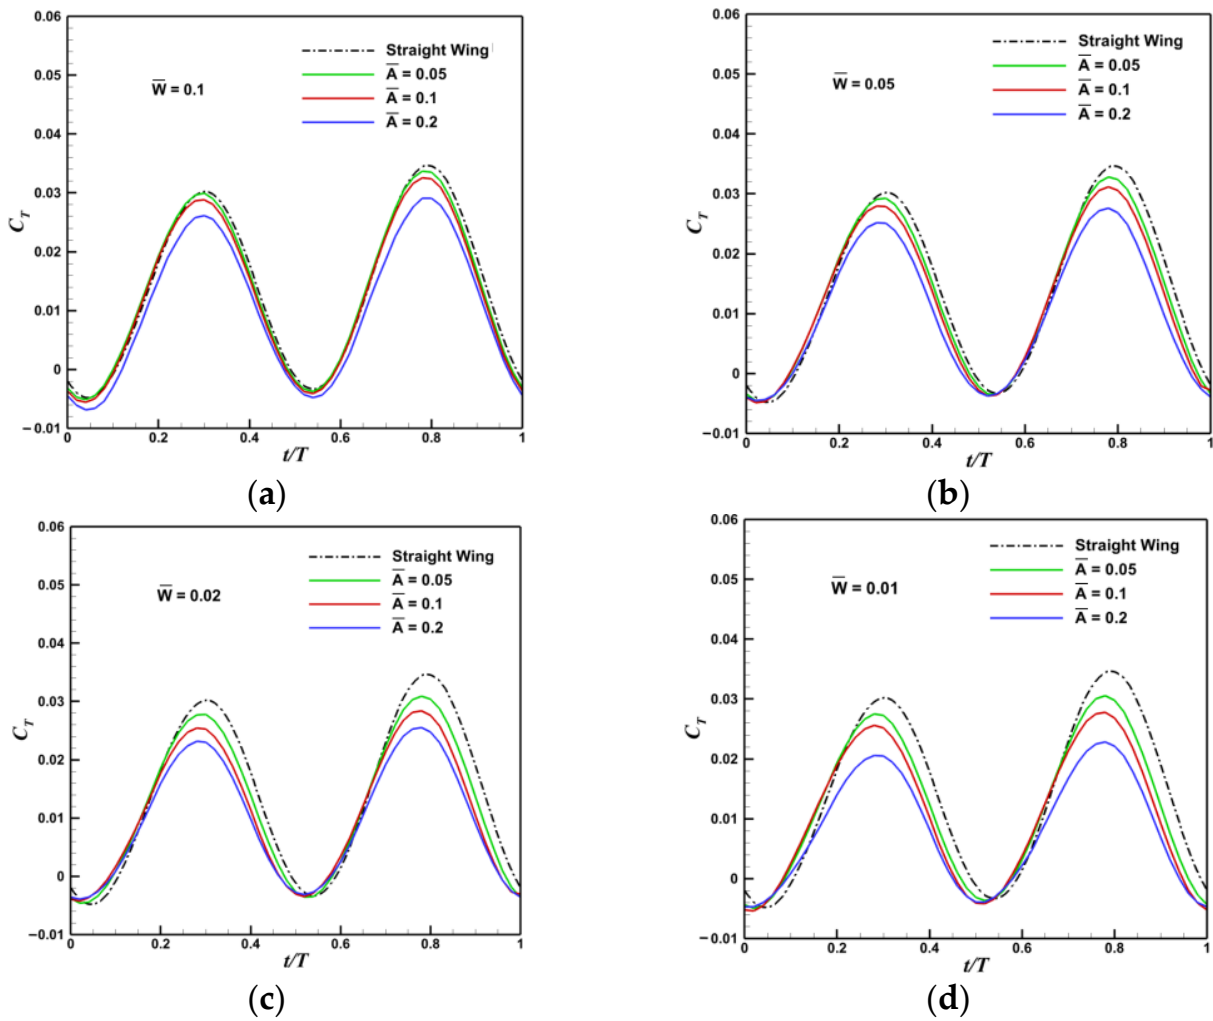 0.06
0.05
0.04
0.03
0.02
0.01
0
−0.01
C_T
W̅ = 0.1
Straight Wing
A̅ = 0.05
A̅ = 0.1
A̅ = 0.2
0 0.2 0.4 0.6 0.8 1
t/T
(a)
0.06
0.05
0.04
0.03
0.02
0.01
0
−0.01
C_T
W̅ = 0.05
Straight Wing
A̅ = 0.05
A̅ = 0.1
A̅ = 0.2
0 0.2 0.4 0.6 0.8 1
t/T
(b)
0.06
0.05
0.04
0.03
0.02
0.01
0
−0.01
C_T
W̅ = 0.02
Straight Wing
A̅ = 0.05
A̅ = 0.1
A̅ = 0.2
0 0.2 0.4 0.6 0.8 1
t/T
(c)
0.06
0.05
0.04
0.03
0.02
0.01
0
−0.01
C_T
W̅ = 0.01
Straight Wing
A̅ = 0.05
A̅ = 0.1
A̅ = 0.2
0 0.2 0.4 0.6 0.8 1
t/T
(d)